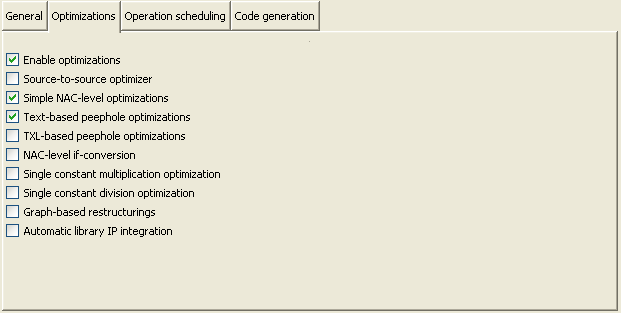 General Optimizations Operation scheduling Code generation
Enable optimizations
Source-to-source optimizer
Simple NAC-level optimizations
Text-based peephole optimizations
TXL-based peephole optimizations
NAC-level if-conversion
Single constant multiplication optimization
Single constant division optimization
Graph-based restructurings
Automatic library IP integration